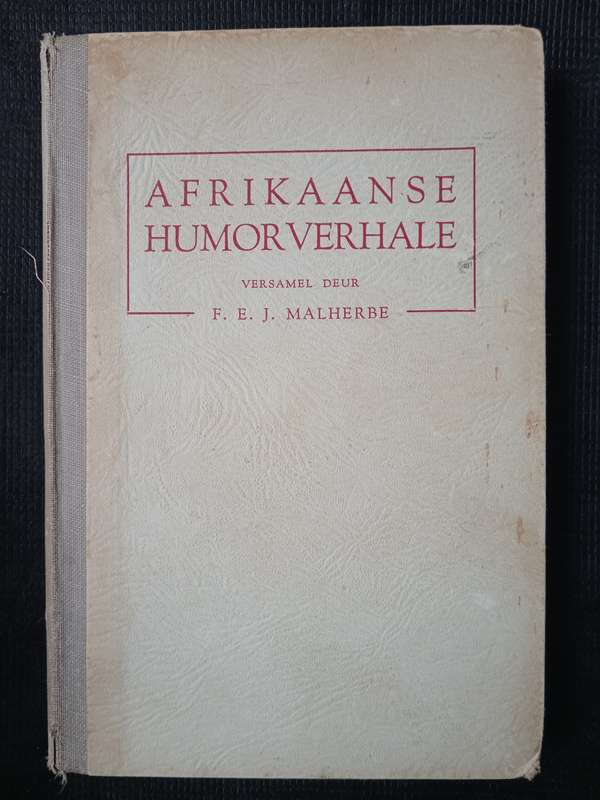 AFRIKAANSE
HUMORVERHALE
VERSAMEL DEUR
F. E. J. MALHERBE